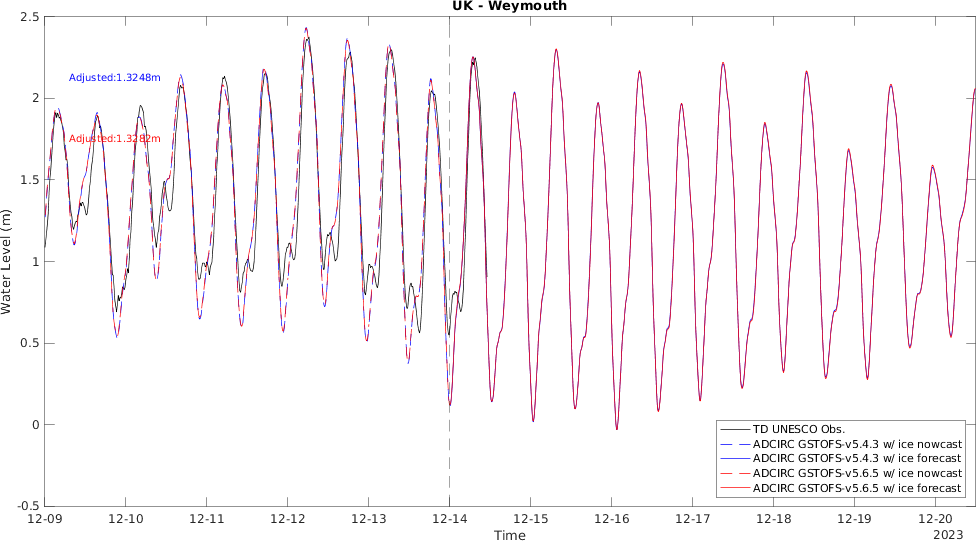 UK - Weymouth
2.5
2
1.5
1
0.5
0
-0.5
Water Level (m)
Adjusted:1.3248m
Adjusted:1.3282m
TD UNESCO Obs.
ADCIRC GSTOFS-v5.4.3 w/ ice nowcast
ADCIRC GSTOFS-v5.4.3 w/ ice forecast
ADCIRC GSTOFS-v5.6.5 w/ ice nowcast
ADCIRC GSTOFS-v5.6.5 w/ ice forecast
12-09 12-10 12-11 12-12 12-13 12-14 12-15 12-16 12-17 12-18 12-19 12-20
2023
Time